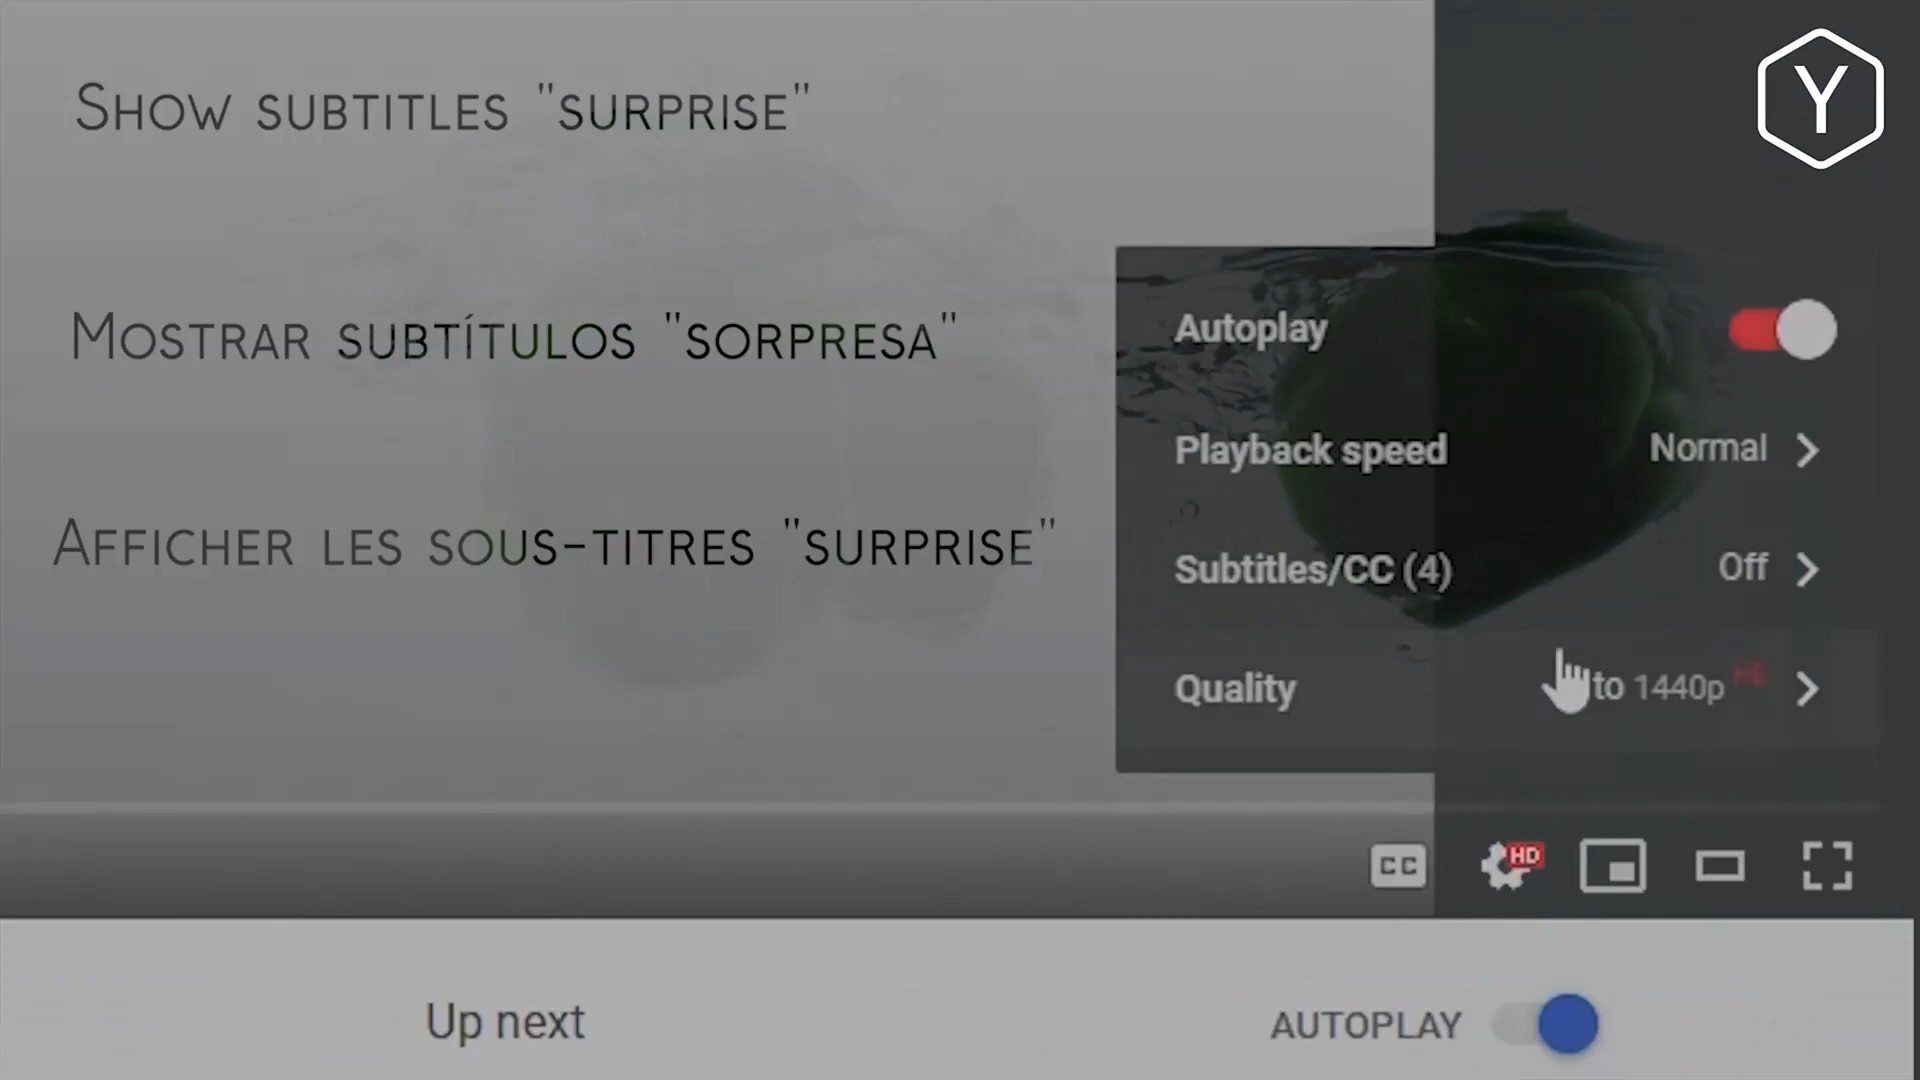 Show subtitles "surprise"
Y
Mostrar subtítulos "sorpresa"
Afficher les sous-titres "surprise"
Autoplay
Playback speed Normal
Subtitles/CC (4) Off
Quality to 1440p HD
CC HD
Up next AUTOPLAY